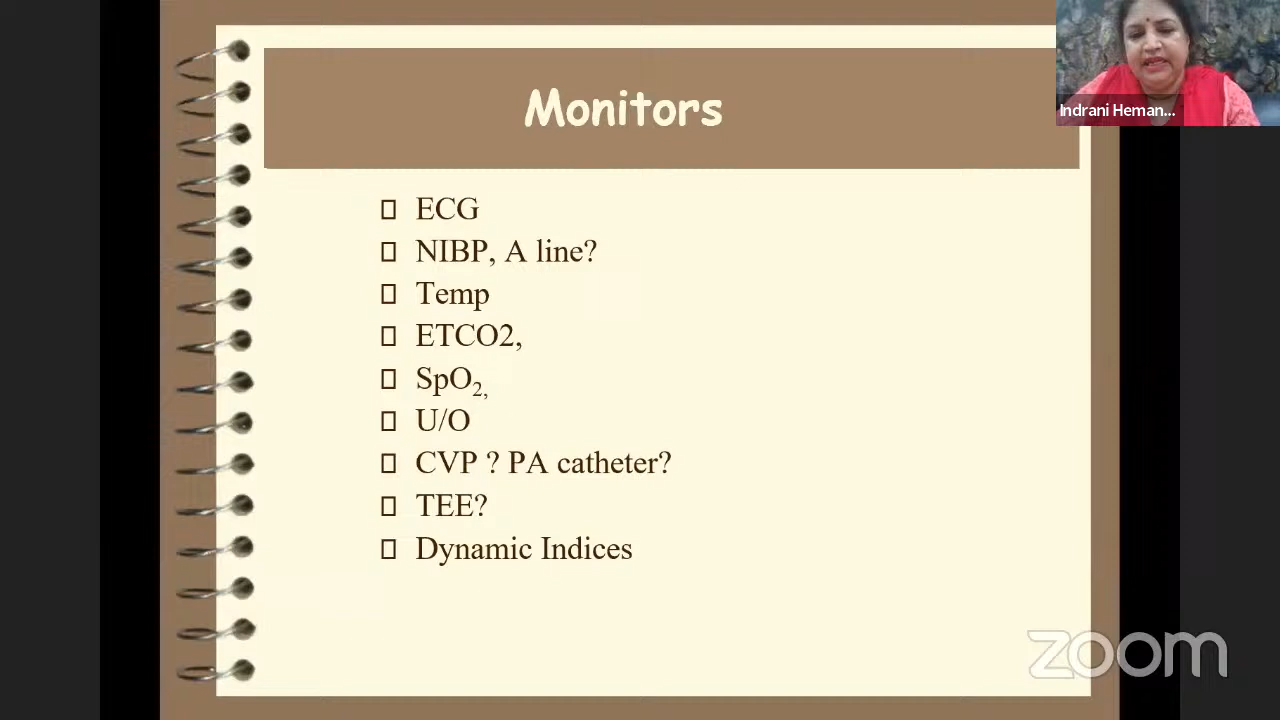 Monitors
Indrani Heman...
ECG
NIBP, A line?
Temp
ETCO2,
SpO2,
U/O
CVP ? PA catheter?
TEE?
Dynamic Indices
zoom